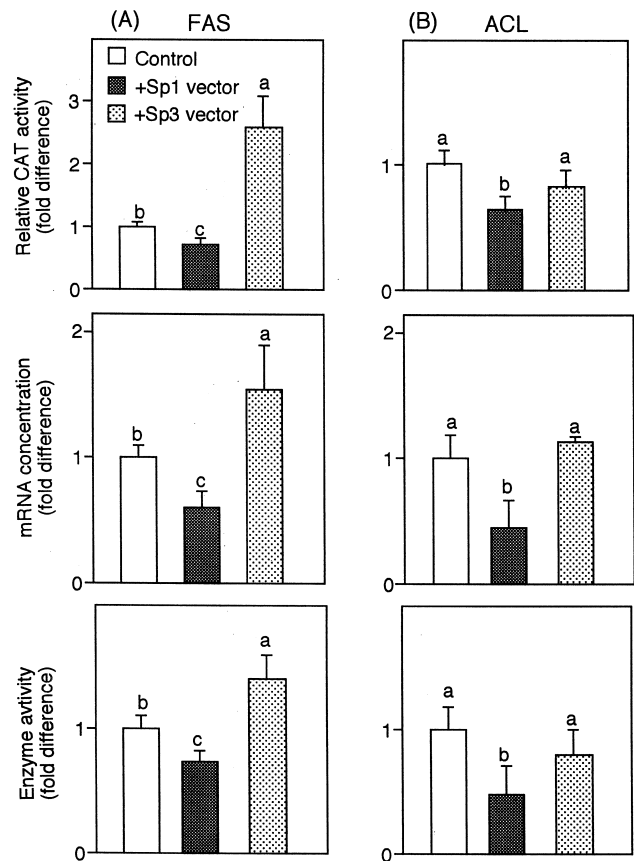 (A) FAS
(B) ACL
Control
+Sp1 vector
+Sp3 vector
Relative CAT activity
(fold difference)
3
2
1
0
b
c
a
1
0
a
b
a
mRNA concentration
(fold difference)
2
1
0
b
c
a
2
1
0
a
b
a
Enzyme avtivity
(fold difference)
1
0
b
c
a
1
0
a
b
a